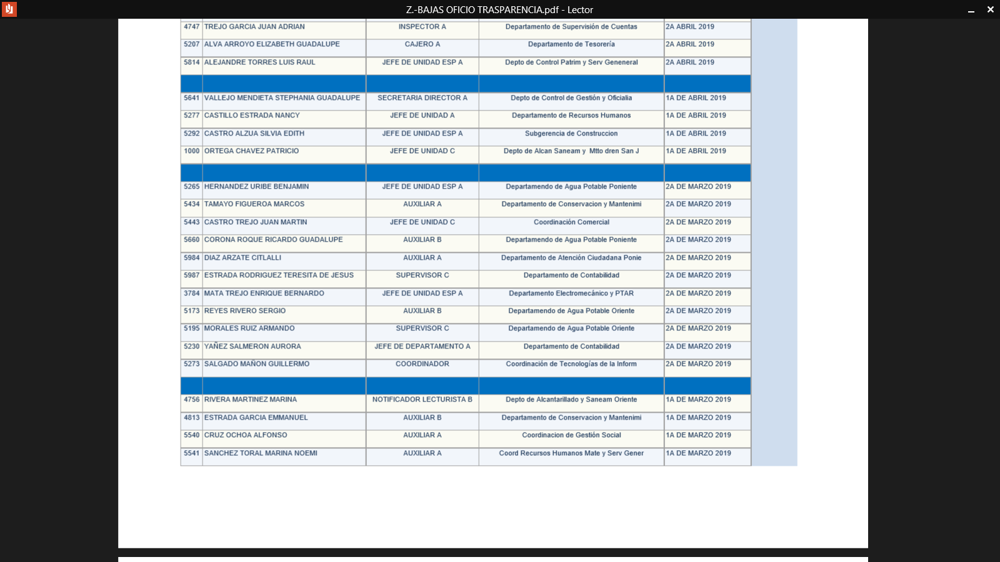 Z.-BAJAS OFICIO TRASPARENCIA.pdf - Lector
4747 TREJO GARCIA JUAN ADRIAN INSPECTOR A Departamento de Supervisión de Cuentas 2A ABRIL 2019
5207 ALVA ARROYO ELIZABETH GUADALUPE CAJERO A Departamento de Tesorería 2A ABRIL 2019
5814 ALEJANDRE TORRES LUIS RAUL JEFE DE UNIDAD ESP A Depto de Control Patrim y Serv Geneneral 2A ABRIL 2019
5641 VALLEJO MENDIETA STEPHANIA GUADALUPE SECRETARIA DIRECTOR A Depto de Control de Gestión y Oficialia 1A DE ABRIL 2019
5277 CASTILLO ESTRADA NANCY JEFE DE UNIDAD A Departamento de Recursos Humanos 1A DE ABRIL 2019
5292 CASTRO ALZUA SILVIA EDITH JEFE DE UNIDAD ESP A Subgerencia de Construccion 1A DE ABRIL 2019
1000 ORTEGA CHAVEZ PATRICIO JEFE DE UNIDAD C Depto de Alcan Saneam y Mtto dren San J 1A DE ABRIL 2019
5265 HERNANDEZ URIBE BENJAMIN JEFE DE UNIDAD ESP A Departamendo de Agua Potable Poniente 2A DE MARZO 2019
5434 TAMAYO FIGUEROA MARCOS AUXILIAR A Departamento de Conservacion y Mantenimi 2A DE MARZO 2019
5443 CASTRO TREJO JUAN MARTIN JEFE DE UNIDAD C Coordinación Comercial 2A DE MARZO 2019
5660 CORONA ROQUE RICARDO GUADALUPE AUXILIAR B Departamendo de Agua Potable Poniente 2A DE MARZO 2019
5984 DIAZ ARZATE CITLALLI AUXILIAR A Departamento de Atención Ciudadana Ponie 2A DE MARZO 2019
5987 ESTRADA RODRIGUEZ TERESITA DE JESUS SUPERVISOR C Departamento de Contabilidad 2A DE MARZO 2019
3784 MATA TREJO ENRIQUE BERNARDO JEFE DE UNIDAD ESP A Departamento Electromecánico y PTAR 2A DE MARZO 2019
5173 REYES RIVERO SERGIO AUXILIAR B Departamendo de Agua Potable Oriente 2A DE MARZO 2019
5195 MORALES RUIZ ARMANDO SUPERVISOR C Departamendo de Agua Potable Oriente 2A DE MARZO 2019
5230 YAÑEZ SALMERON AURORA JEFE DE DEPARTAMENTO A Departamento de Contabilidad 2A DE MARZO 2019
5273 SALGADO MAÑON GUILLERMO COORDINADOR Coordinación de Tecnologías de la Inform 2A DE MARZO 2019
4756 RIVERA MARTINEZ MARINA NOTIFICADOR LECTURISTA B Depto de Alcantarillado y Saneam Oriente 1A DE MARZO 2019
4813 ESTRADA GARCIA EMMANUEL AUXILIAR B Departamento de Conservacion y Mantenimi 1A DE MARZO 2019
5540 CRUZ OCHOA ALFONSO AUXILIAR A Coordinacion de Gestión Social 1A DE MARZO 2019
5541 SANCHEZ TORAL MARINA NOEMI AUXILIAR A Coord Recursos Humanos Mate y Serv Gener 1A DE MARZO 2019